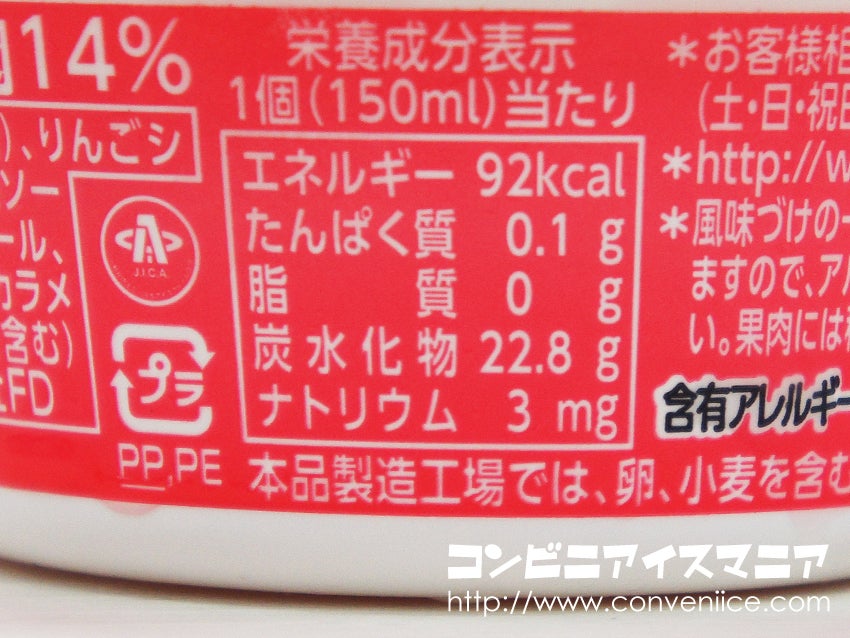 14%
栄養成分表示
1個(150ml)当たり
エネルギー 92kcal
たんぱく質 0.1 g
脂 質 0 g
炭水化物 22.8 g
ナトリウム 3 mg
)、りんごシ
ソー
ール、
カラメ
含む)
FD
J.I.C.A.
プラ
PP,PE
*お客様相
(土・日・祝日
*http://w
*風味づけの
ますので、アル
い。果肉には種
含有アレルギー
本品製造工場では、卵、小麦を含む
コンビニアイスマニア
http://www.conveniice.com